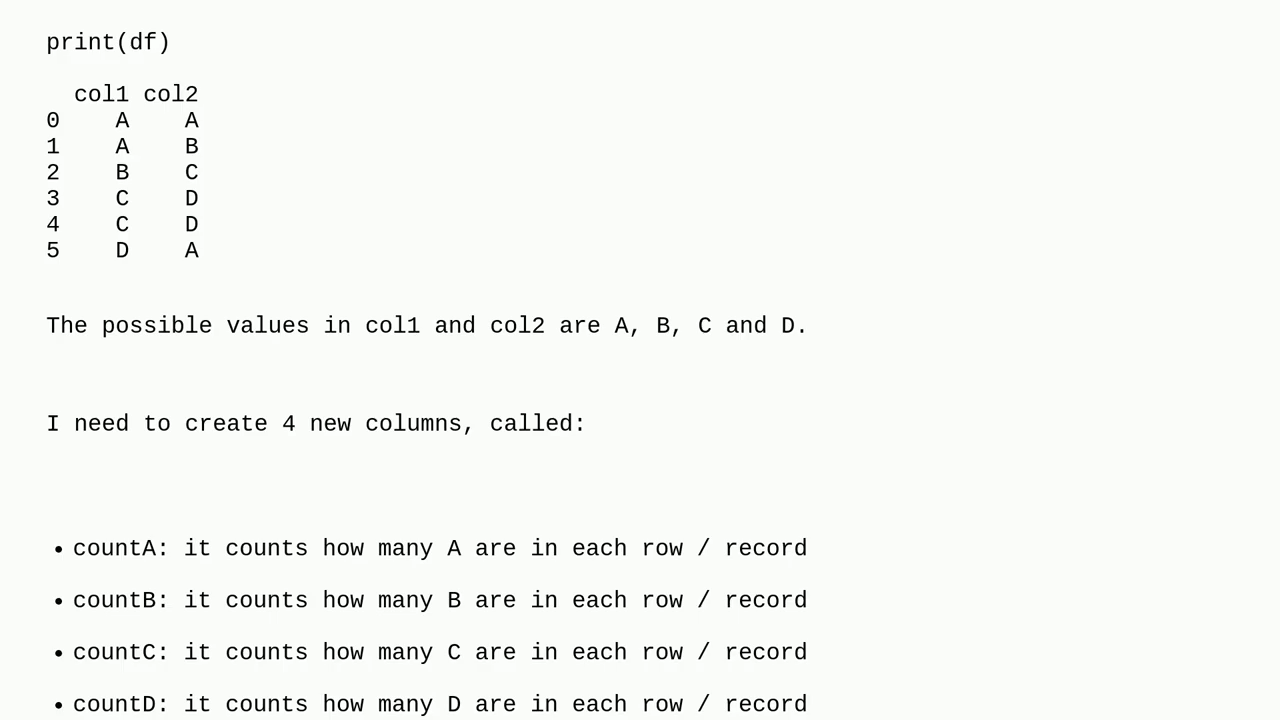 print(df)
  col1 col2
0    A    A
1    A    B
2    B    C
3    C    D
4    C    D
5    D    A
The possible values in col1 and col2 are A, B, C and D.
I need to create 4 new columns, called:
• countA: it counts how many A are in each row / record
• countB: it counts how many B are in each row / record
• countC: it counts how many C are in each row / record
• countD: it counts how many D are in each row / record